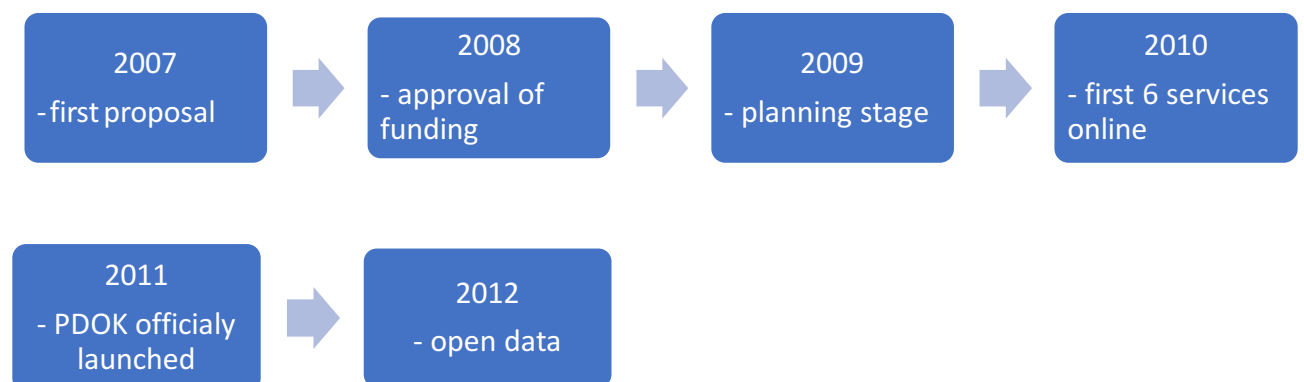 2007
- first proposal
2008
- approval of
funding
2009
- planning stage
2010
- first 6 services
online
2011
- PDOK officialy
launched
2012
- open data